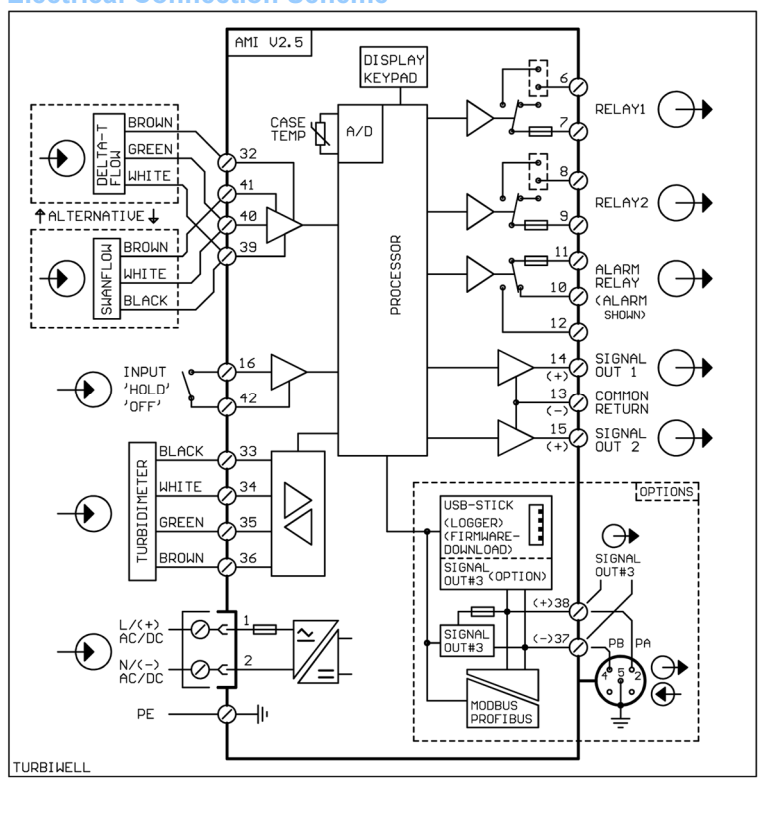 Electrical Connection Scheme
AMI V2.5
DISPLAY
KEYPAD
CASE
TEMP
A/D
PROCESSOR
DELTA-T
FLOW
BROWN
GREEN
WHITE
ALTERNATIVE
SWANFLOW
BROWN
WHITE
BLACK
32
41
40
39
INPUT
'HOLD'
'OFF'
16
42
TURBIDIMETER
BLACK
WHITE
GREEN
BROWN
33
34
35
36
L/(+)
AC/DC
N/(-)
AC/DC
1
2
PE
6
7
RELAY1
8
9
RELAY2
11
10
12
ALARM
RELAY
(ALARM
SHOWN)
14
(+)
SIGNAL
OUT 1
13
(-)
COMMON
RETURN
15
(+)
SIGNAL
OUT 2
OPTIONS
USB-STICK
(LOGGER)
(FIRMWARE-
DOWNLOAD)
SIGNAL
OUT#3 (OPTION)
SIGNAL
OUT#3
(+)38
(-)37
SIGNAL
OUT#3
PB
PA
4
5
2
MODBUS
PROFIBUS
TURBIWELL